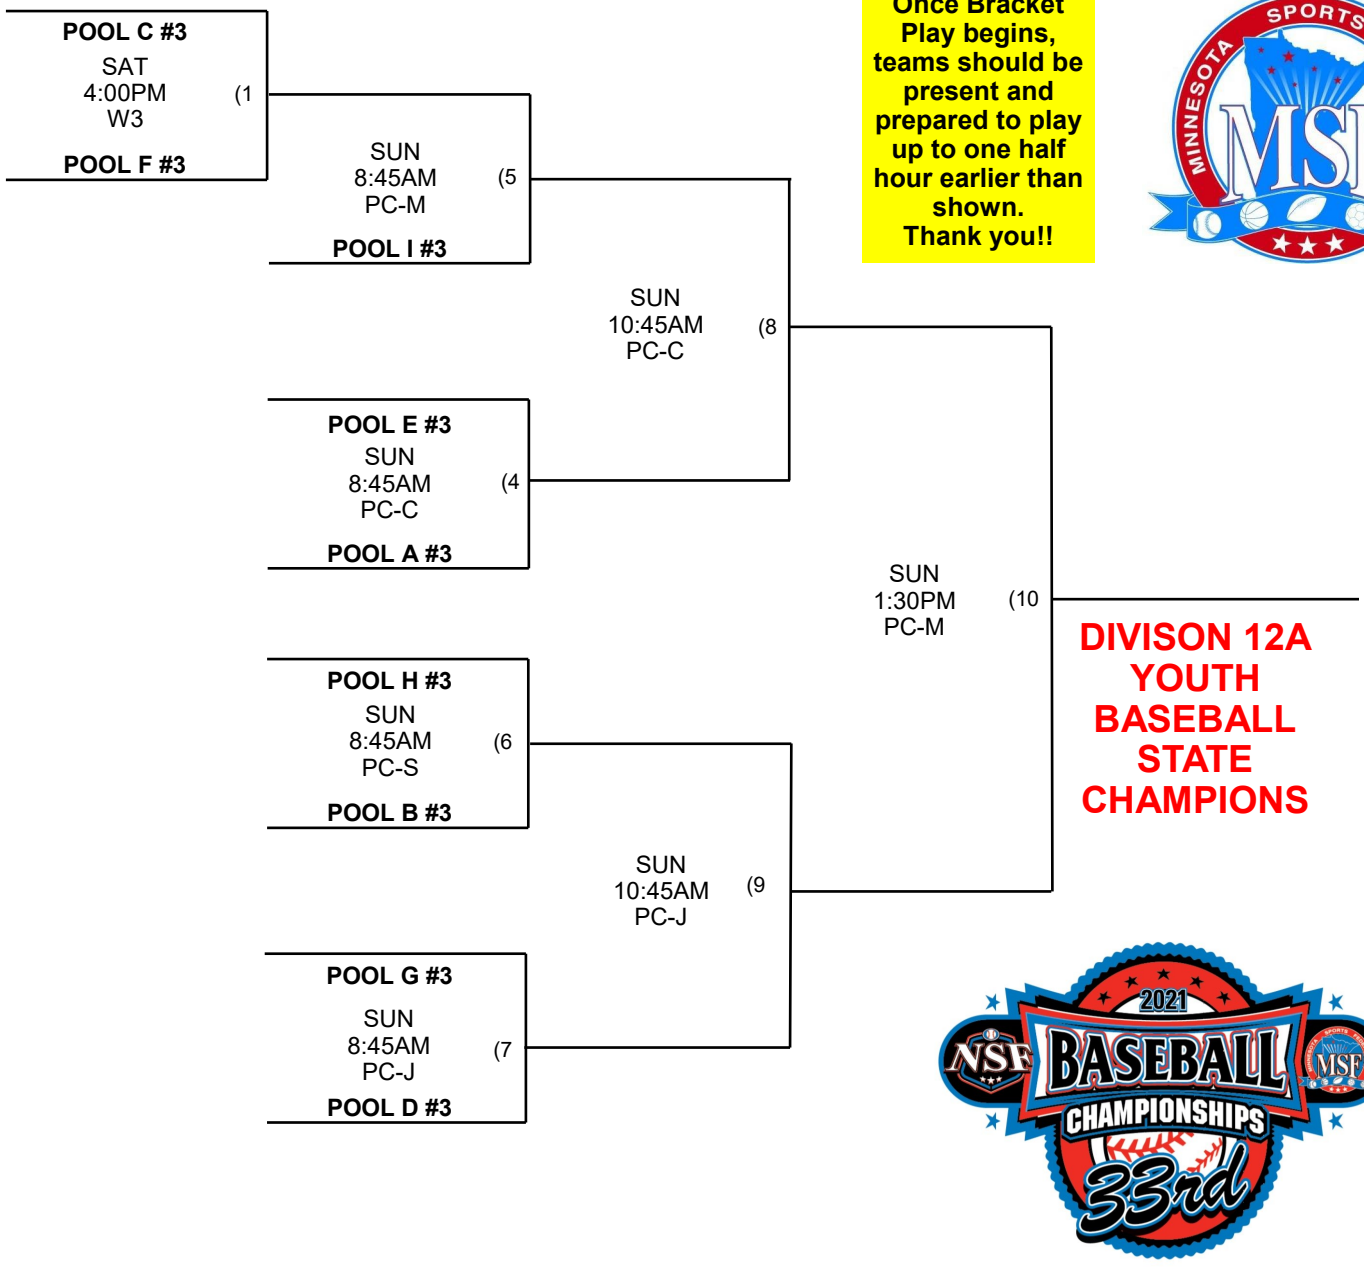 POOL C #3
SAT
4:00PM (1
W3
POOL F #3
SUN
8:45AM (5
PC-M
POOL I #3
SUN
10:45AM (8
PC-C
POOL E #3
SUN
8:45AM (4
PC-C
POOL A #3
SUN
1:30PM (10
PC-M
POOL H #3
SUN
8:45AM (6
PC-S
POOL B #3
SUN
10:45AM (9
PC-J
POOL G #3
SUN
8:45AM (7
PC-J
POOL D #3
Once Bracket
Play begins,
teams should be
present and
prepared to play
up to one half
hour earlier than
shown.
Thank you!!
MINNESOTA SPORTS
MSF
DIVISON 12A
YOUTH
BASEBALL
STATE
CHAMPIONS
2021
NSF BASEBALL MSF
CHAMPIONSHIPS
33rd